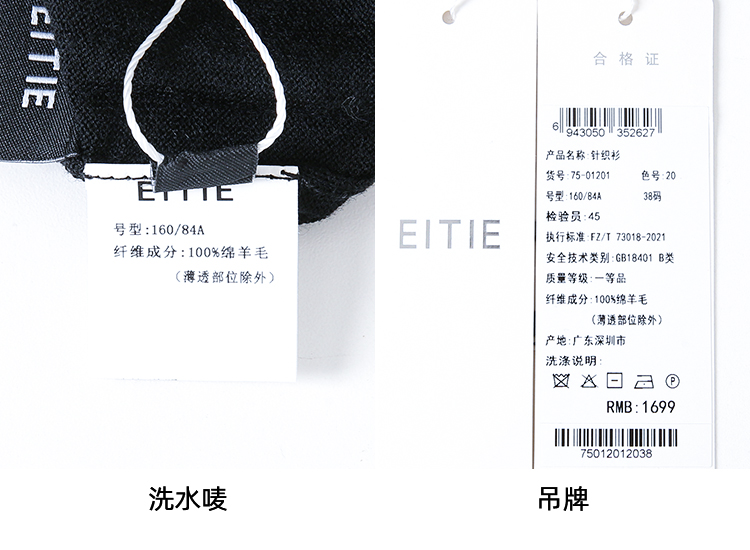 EITIE
EITIE
号型:160/84A
纤维成分:100%绵羊毛
（薄透部位除外）
洗水唛
EITIE
合格证
6 943050 352627
产品名称:针织衫
货号:75-01201 色号:20
号型:160/84A 38码
检验员:45
执行标准:FZ/T 73018-2021
安全技术类别:GB18401 B类
质量等级:一等品
纤维成分:100%绵羊毛
（薄透部位除外）
产地:广东深圳市
洗涤说明:
P
RMB:1699
75012012038
吊牌